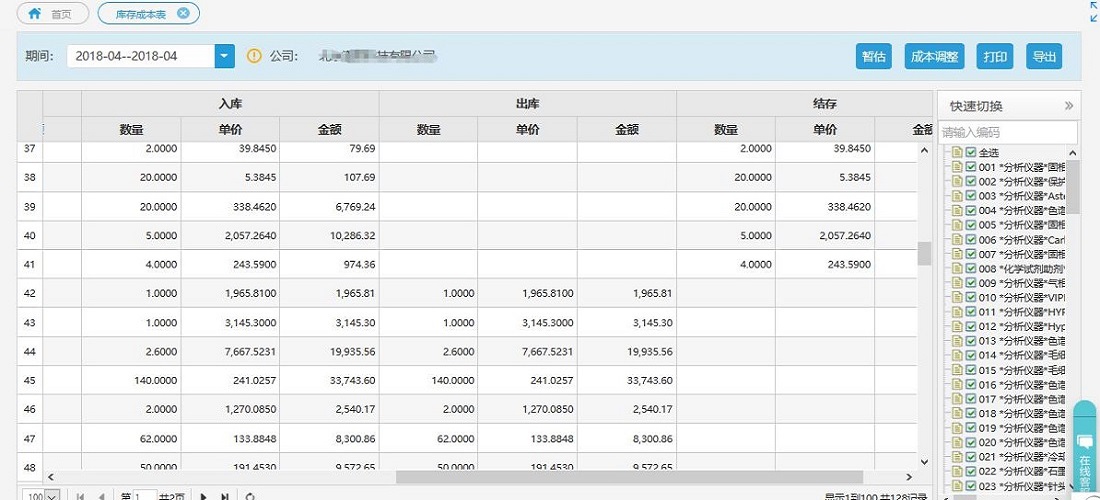 首页 库存成本表
期间: 2018-04--2018-04 公司: 技有限公司 暂估 成本调整 打印 导出
入库 出库 结存 快速切换
数量 单价 金额 数量 单价 金额 数量 单价 金额
请输入编码
37 2.0000 39.8450 79.69 2.0000 39.8450
38 20.0000 5.3845 107.69 20.0000 5.3845
39 20.0000 338.4620 6,769.24 20.0000 338.4620
40 5.0000 2,057.2640 10,286.32 5.0000 2,057.2640
41 4.0000 243.5900 974.36 4.0000 243.5900
42 1.0000 1,965.8100 1,965.81 1.0000 1,965.8100 1,965.81
43 1.0000 3,145.3000 3,145.30 1.0000 3,145.3000 3,145.30
44 2.6000 7,667.5231 19,935.56 2.6000 7,667.5231 19,935.56
45 140.0000 241.0257 33,743.60 140.0000 241.0257 33,743.60
46 2.0000 1,270.0850 2,540.17 2.0000 1,270.0850 2,540.17
47 62.0000 133.8848 8,300.86 62.0000 133.8848 8,300.86
48 50.0000 191.4530 9,572.65 50.0000 191.4530 9,572.65
全选
001 *分析仪器*固相
002 *分析仪器*保护
003 *分析仪器*Aste
004 *分析仪器*色谱
005 *分析仪器*固相
006 *分析仪器*Carl
007 *分析仪器*固相
008 *化学试剂助剂*
009 *分析仪器*气相
010 *分析仪器*VIPI
011 *分析仪器*HYP
012 *分析仪器*Hyp
013 *分析仪器*色谱
014 *分析仪器*毛细
015 *分析仪器*毛细
016 *分析仪器*色谱
017 *分析仪器*色谱
018 *分析仪器*色谱
019 *分析仪器*色谱
020 *分析仪器*色谱
021 *分析仪器*冷却
022 *分析仪器*石墨
023 *分析仪器*针头
在线客服
100 第 1 共2页 显示1到100,共128记录